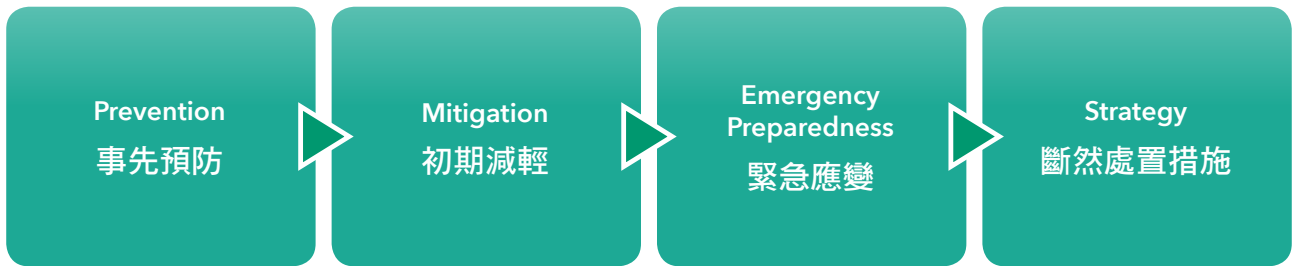 Prevention
事先預防
Mitigation
初期減輕
Emergency
Preparedness
緊急應變
Strategy
斷然處置措施